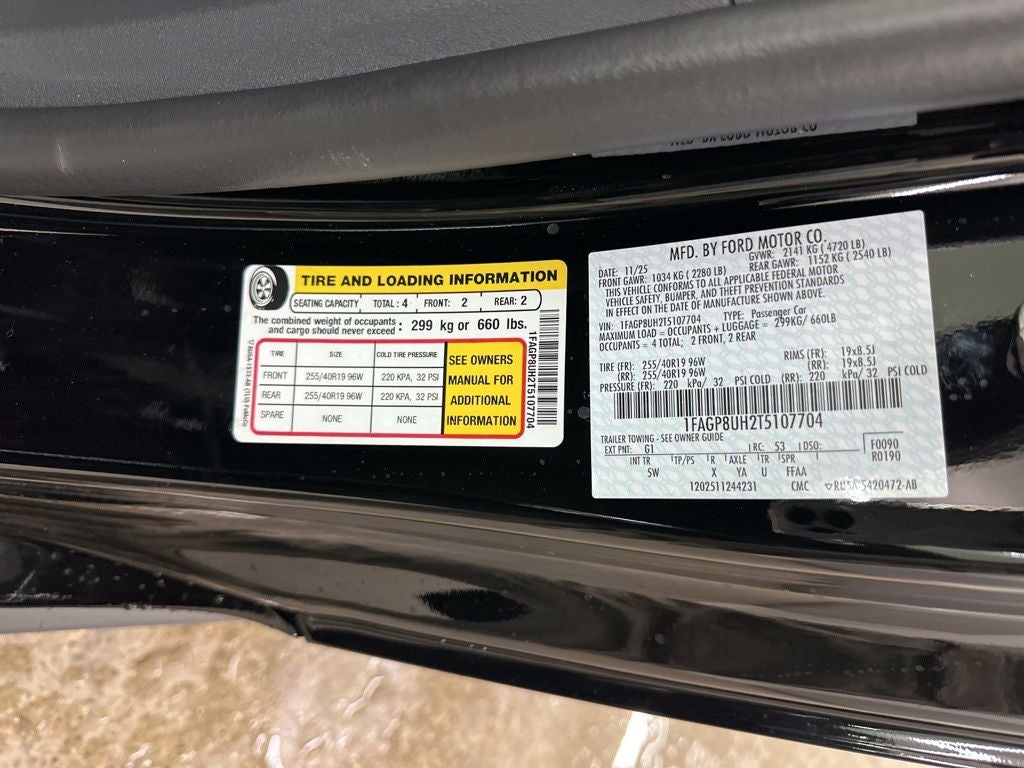 TIRE AND LOADING INFORMATION
SEATING CAPACITY TOTAL : 4 FRONT: 2 REAR: 2
The combined weight of occupants and cargo should never exceed : 299 kg or 660 lbs.
TIRE SIZE COLD TIRE PRESSURE
FRONT 255/40R19 96W 220 KPA, 32 PSI
REAR 255/40R19 96W 220 KPA, 32 PSI
SPARE NONE NONE
SEE OWNERS
MANUAL FOR
ADDITIONAL
INFORMATION
1FAGP8UH2T5107704
MFD. BY FORD MOTOR CO.
DATE: 11/25 GVWR: 2141 KG ( 4720 LB)
FRONT GAWR: 1034 KG ( 2280 LB) REAR GAWR: 1152 KG ( 2540 LB)
THIS VEHICLE CONFORMS TO ALL APPLICABLE FEDERAL MOTOR
VEHICLE SAFETY, BUMPER, AND THEFT PREVENTION STANDARDS
IN EFFECT ON THE DATE OF MANUFACTURE SHOWN ABOVE.
VIN: 1FAGP8UH2T5107704 TYPE: Passenger Car
MAXIMUM LOAD = OCCUPANTS + LUGGAGE = 299KG/ 660LB
OCCUPANTS = 4 TOTAL; 2 FRONT, 2 REAR
TIRE (FR): 255/40R19 96W RIMS (FR): 19x8.5J
(RR): 255/40R19 96W (RR): 19x8.5J
PRESSURE (FR): 220 kPa/ 32 PSI COLD (RR): 220 kPa/ 32 PSI COLD
1FAGP8UH2T5107704
TRAILER TOWING - SEE OWNER GUIDE
EXT PNT: G1 RC: 53 DSO: F0090
R0190
INT TR TP/PS R AXLE TR SPR
5W X YA U FFAA
1202511244231 CMC